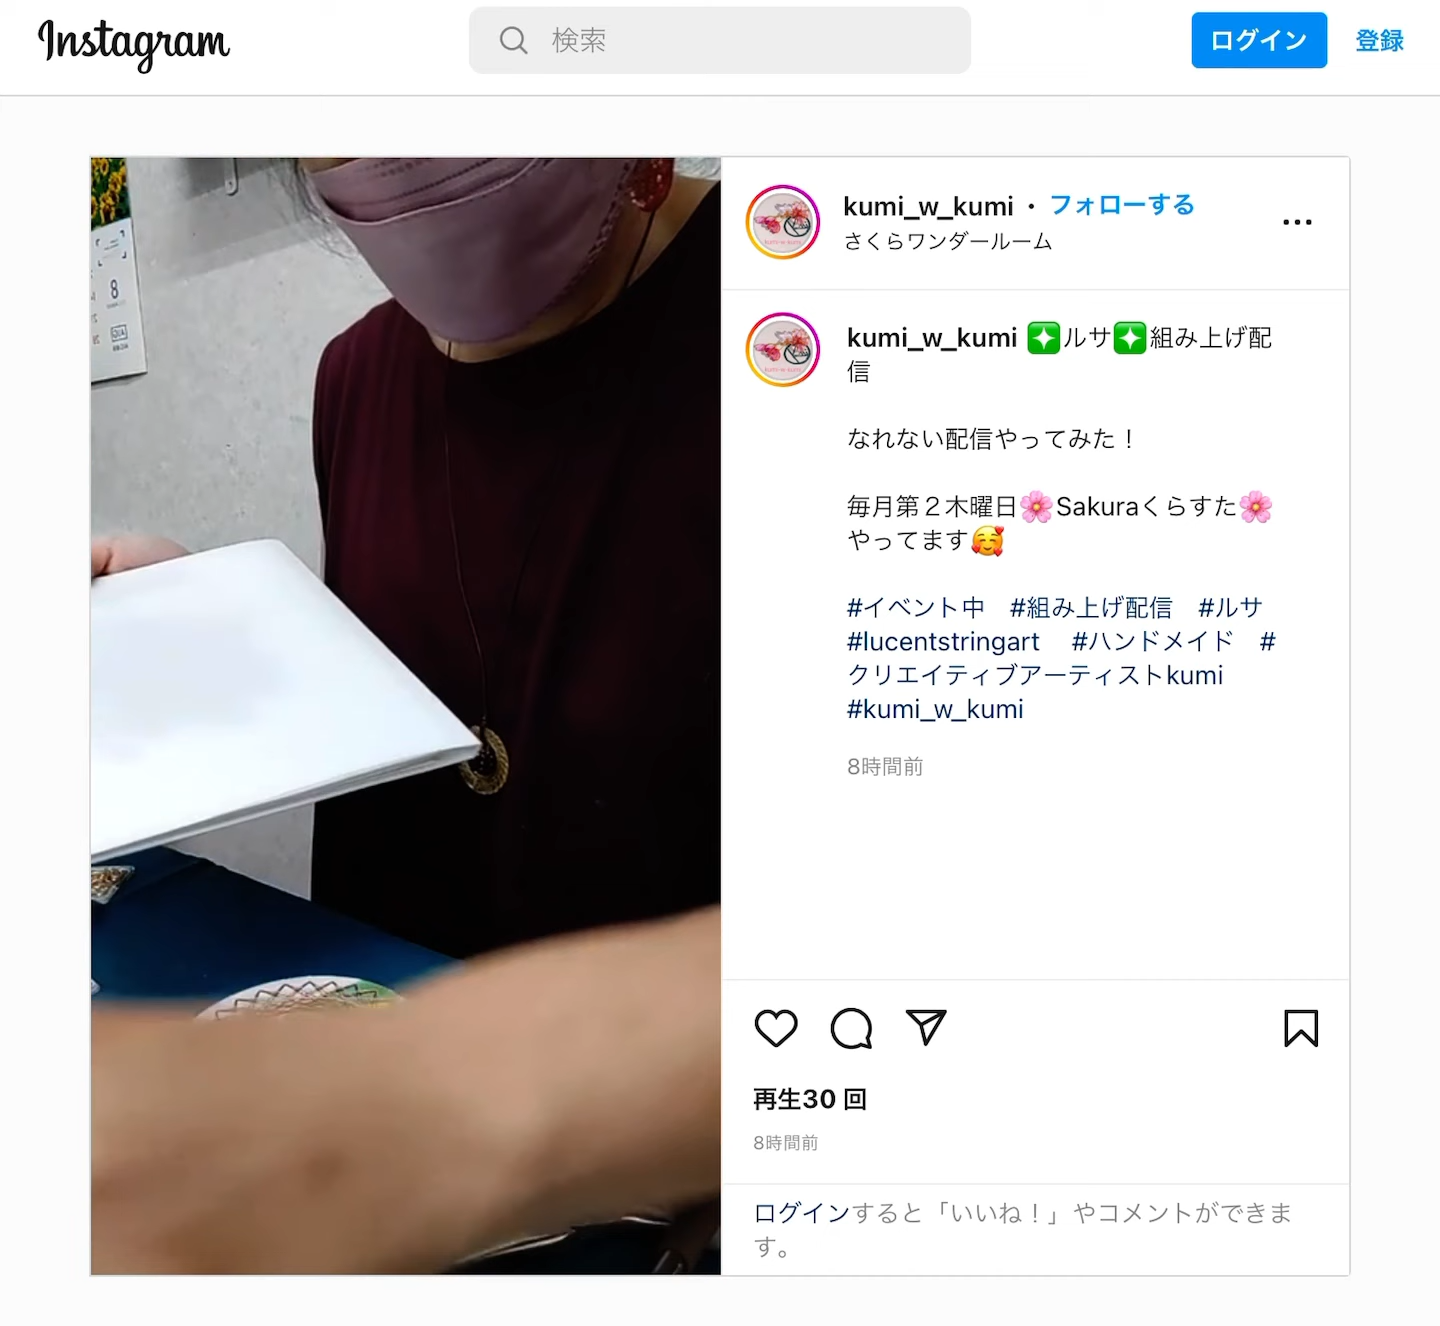 Instagram
検索
ログイン
登録
8
kumi_w_kumi • フォローする
さくらワンダールーム
kumi_w_kumi ❇️ルサ❇️組み上げ配
信
なれない配信やってみた！
毎月第２木曜日🌸Sakuraくらすた🌸
やってます🥰
#イベント中　#組み上げ配信　#ルサ
#lucentstringart　#ハンドメイド　#
クリエイティブアーティストkumi
#kumi_w_kumi
8時間前
再生30 回
8時間前
ログインすると「いいね！」やコメントができま
す。